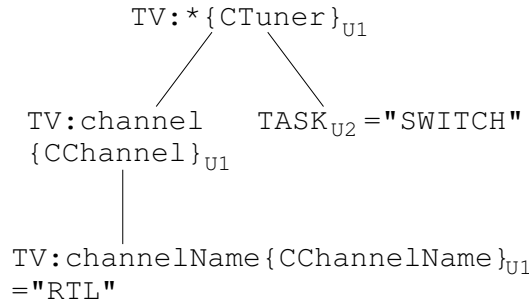 TV:*{CTuner}U1
TV:channel TASKU2="SWITCH"
{CChannel}U1
TV:channelName{CChannelName}U1
="RTL"